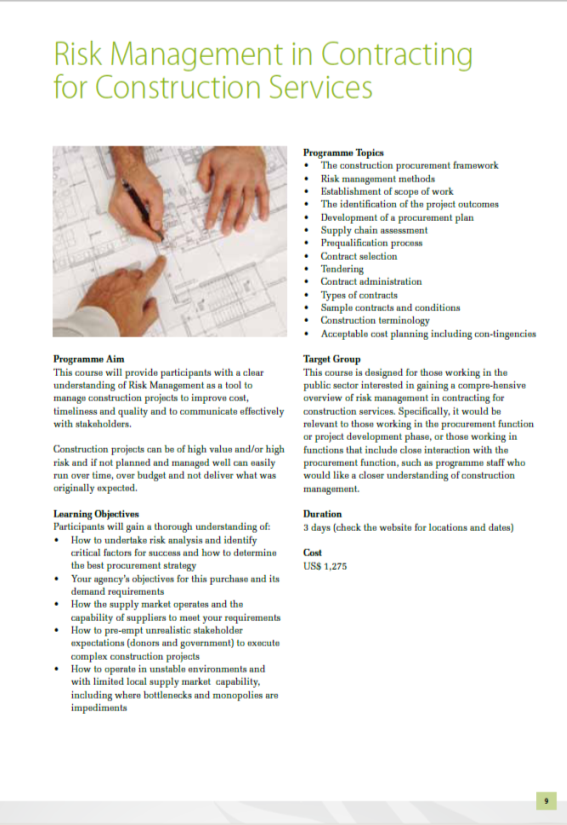 Risk Management in Contracting
for Construction Services
Programme Aim
This course will provide participants with a clear
understanding of Risk Management as a tool to
manage construction projects to improve cost,
timeliness and quality and to communicate effectively
with stakeholders.
Construction projects can be of high value and/or high
risk and if not planned and managed well can easily
run over time, over budget and not deliver what was
originally expected.
Learning Objectives
Participants will gain a thorough understanding of:
• How to undertake risk analysis and identify
critical factors for success and how to determine
the best procurement strategy
• Your agency's objectives for this purchase and its
demand requirements
• How the supply market operates and the
capability of suppliers to meet your requirements
• How to pre-empt unrealistic stakeholder
expectations (donors and government) to execute
complex construction projects
• How to operate in unstable environments and
with limited local supply market capability,
including where bottlenecks and monopolies are
impediments
Programme Topics
• The construction procurement framework
• Risk management methods
• Establishment of scope of work
• The identification of the project outcomes
• Development of a procurement plan
• Supply chain assessment
• Prequalification process
• Contract selection
• Tendering
• Contract administration
• Types of contracts
• Sample contracts and conditions
• Construction terminology
• Acceptable cost planning including con-tingencies
Target Group
This course is designed for those working in the
public sector interested in gaining a compre-hensive
overview of risk management in contracting for
construction services. Specifically, it would be
relevant to those working in the procurement function
or project development phase, or those working in
functions that include close interaction with the
procurement function, such as programme staff who
would like a closer understanding of construction
management.
Duration
3 days (check the website for locations and dates)
Cost
US$ 1,275
9